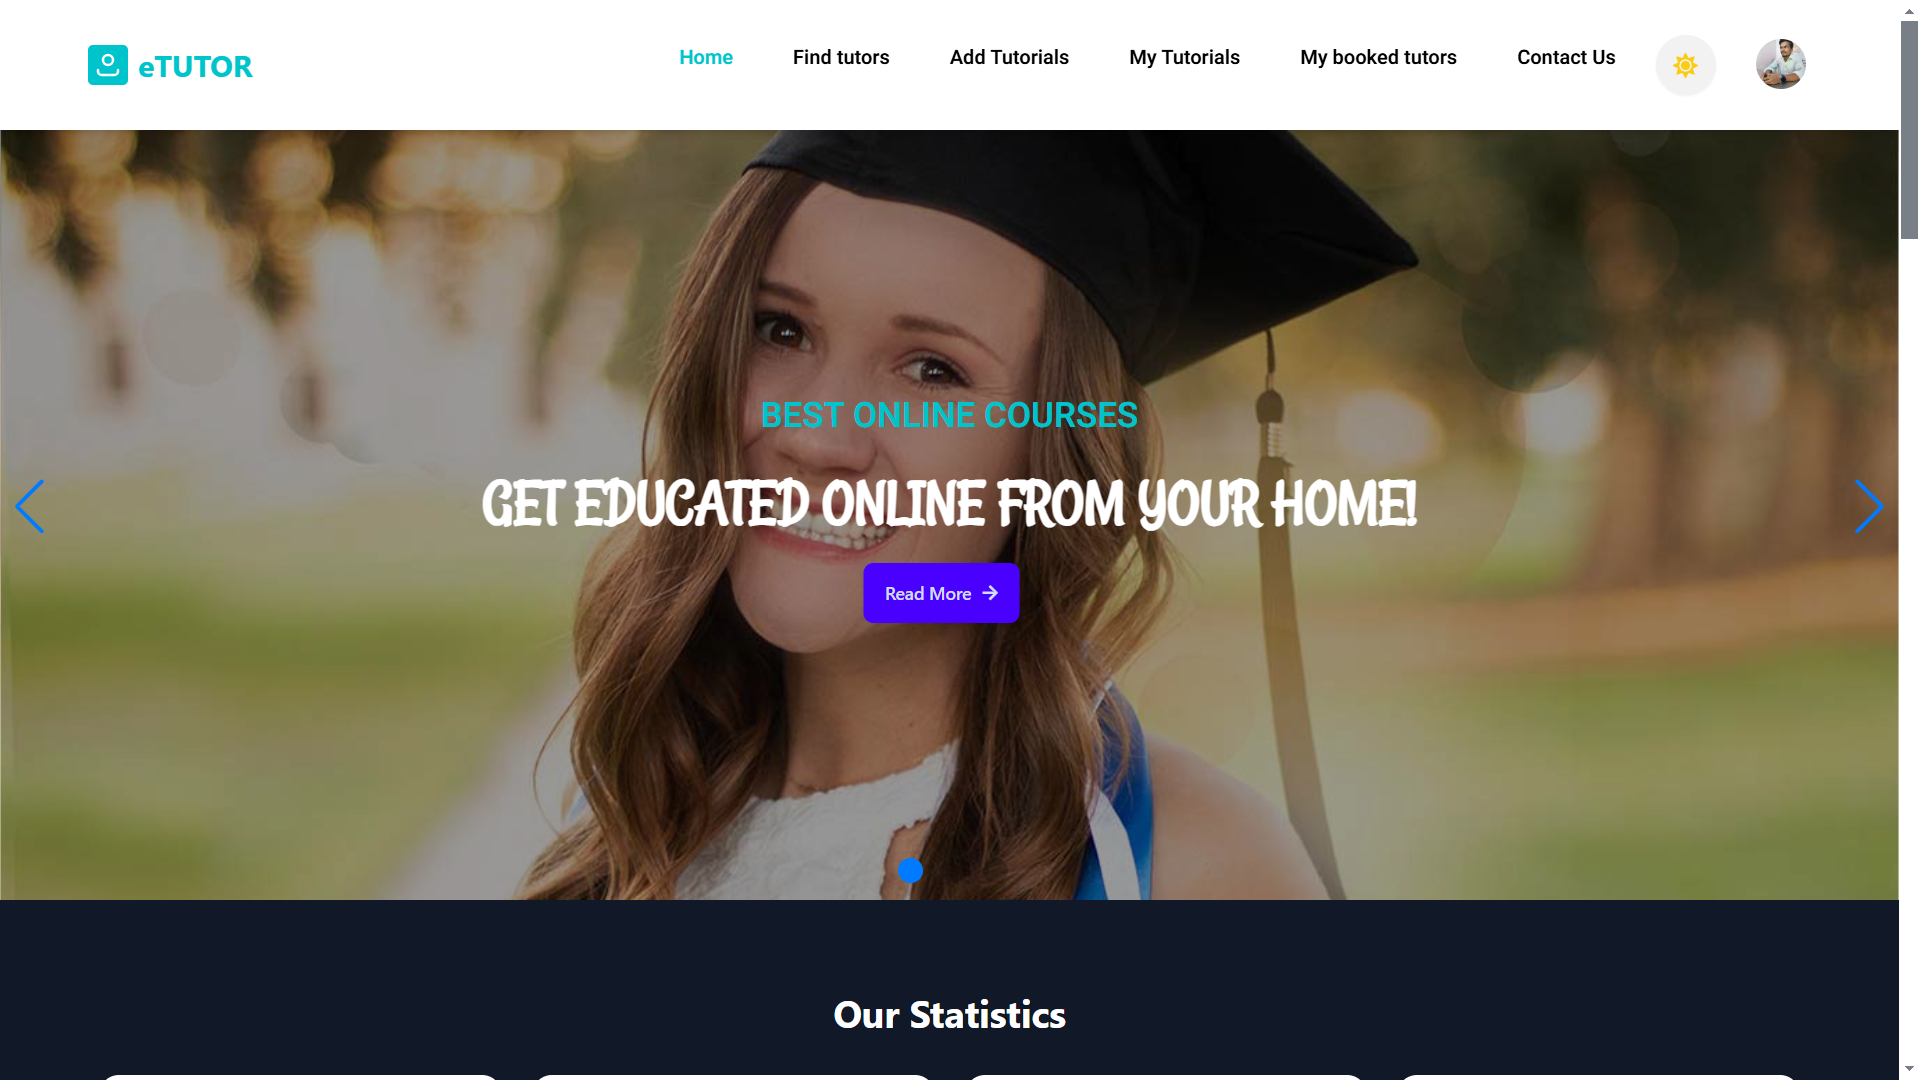 eTUTOR
Home
Find tutors
Add Tutorials
My Tutorials
My booked tutors
Contact Us
BEST ONLINE COURSES
GET EDUCATED ONLINE FROM YOUR HOME!
Read More
Our Statistics